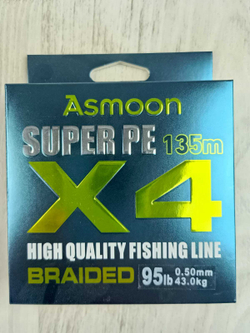 Asmoon
SUPER PE 135m
X4
HIGH QUALITY FISHING LINE
BRAIDED 95lb 0.50mm
43.0kg